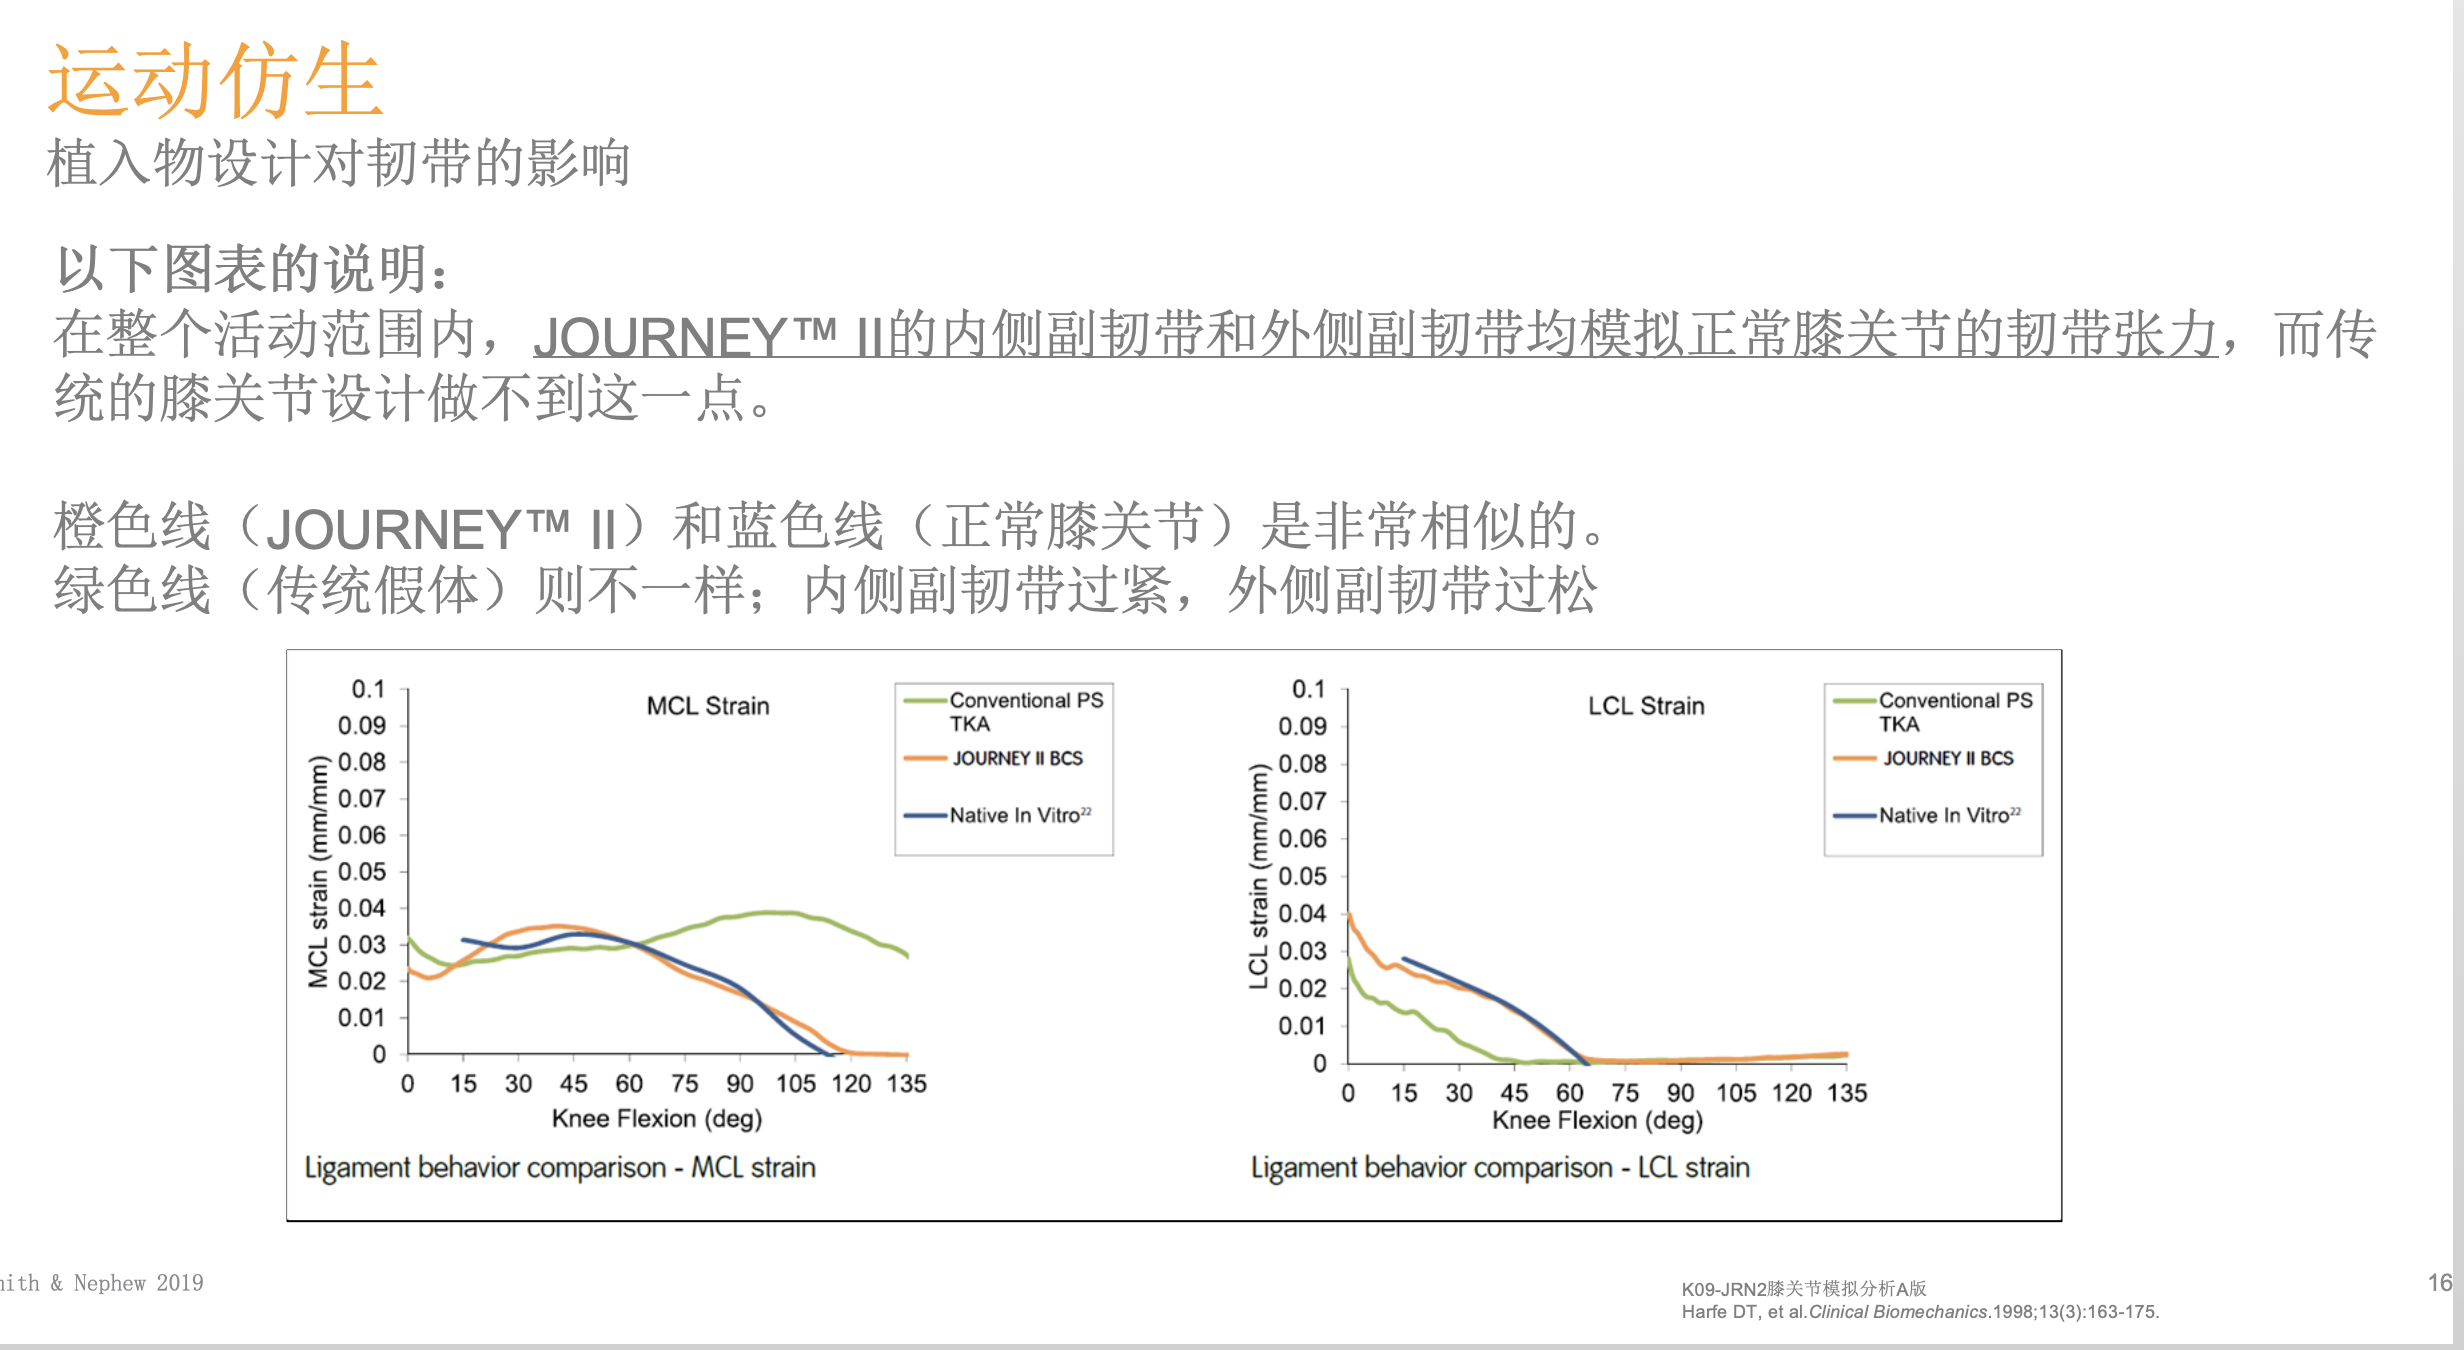 运动仿生
植入物设计对韧带的影响
以下图表的说明：
在整个活动范围内，JOURNEY™ II的内侧副韧带和外侧副韧带均模拟正常膝关节的韧带张力，而传
统的膝关节设计做不到这一点。
橙色线（JOURNEY™ II）和蓝色线（正常膝关节）是非常相似的。
绿色线（传统假体）则不一样；内侧副韧带过紧，外侧副韧带过松
MCL Strain
MCL strain (mm/mm)
0.1
0.09
0.08
0.07
0.06
0.05
0.04
0.03
0.02
0.01
0
0 15 30 45 60 75 90 105 120 135
Knee Flexion (deg)
Conventional PS
TKA
JOURNEY II BCS
Native In Vitro²²
Ligament behavior comparison - MCL strain
LCL Strain
LCL strain (mm/mm)
0.1
0.09
0.08
0.07
0.06
0.05
0.04
0.03
0.02
0.01
0
0 15 30 45 60 75 90 105 120 135
Knee Flexion (deg)
Conventional PS
TKA
JOURNEY II BCS
Native In Vitro²²
Ligament behavior comparison - LCL strain
& Nephew 2019
K09-JRN2膝关节模拟分析A版
Harfe DT, et al.Clinical Biomechanics.1998;13(3):163-175.
16